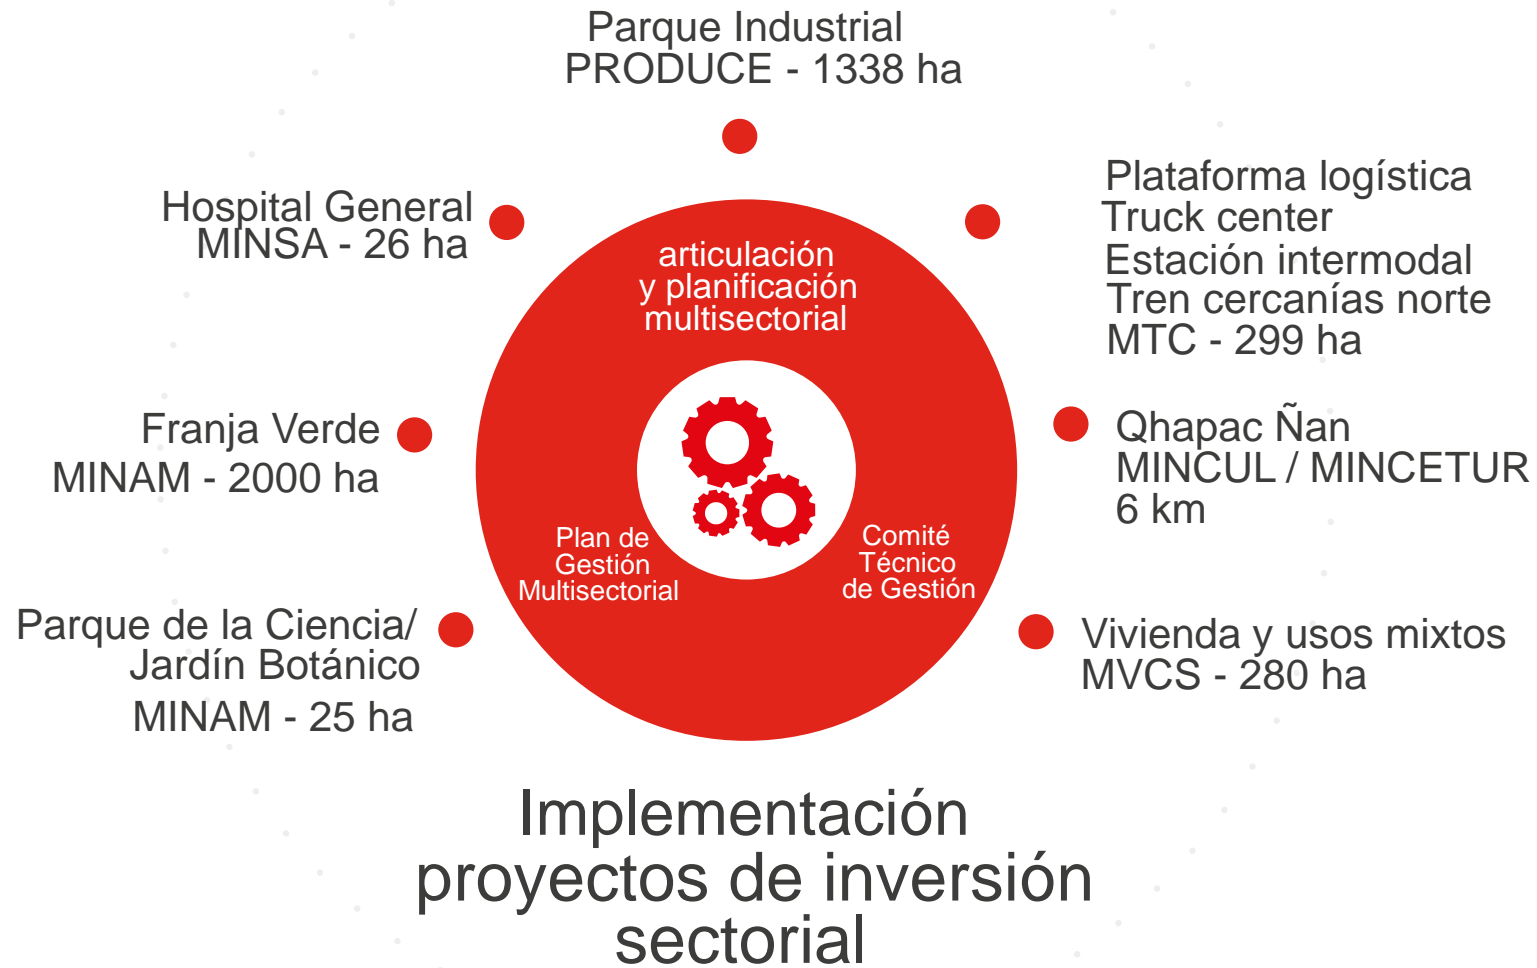 Parque Industrial
PRODUCE - 1338 ha
Hospital General
MINSA - 26 ha
Plataforma logística
Truck center
Estación intermodal
Tren cercanías norte
MTC - 299 ha
articulación
y planificación
multisectorial
Franja Verde
MINAM - 2000 ha
Qhapac Ñan
MINCUL / MINCETUR
6 km
Plan de
Gestión
Multisectorial
Comité
Técnico
de Gestión
Parque de la Ciencia/
Jardín Botánico
MINAM - 25 ha
Vivienda y usos mixtos
MVCS - 280 ha
Implementación
proyectos de inversión
sectorial